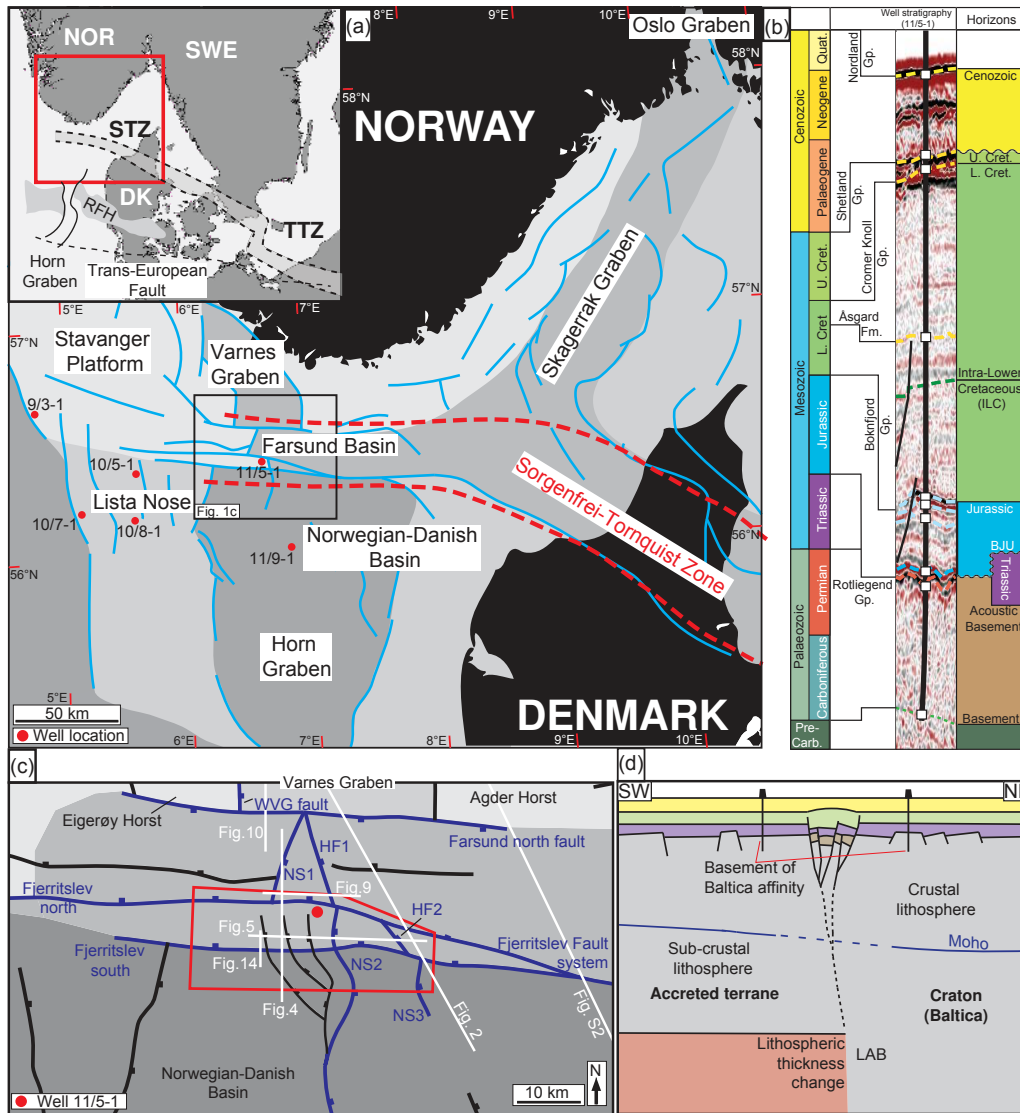 (a)
NOR
SWE
STZ
DK
RFH
TTZ
Horn
Graben
Trans-European
Fault
8°E
9°E
10°E
Oslo Graben
58°N
58°N
NORWAY
57°N
57°N
5°E
6°E
7°E
Stavanger
Platform
Varnes
Graben
Skagerrak Graben
9/3-1
Farsund Basin
10/5-1
11/5-1
Lista Nose
Fig. 1c
10/7-1
10/8-1
11/9-1
Norwegian-Danish
Basin
Sorgenfrei-Tornquist Zone
56°N
56°N
Horn
Graben
DENMARK
5°E
50 km
Well location
6°E
7°E
8°E
9°E
10°E
(b)
Well stratigraphy
(11/5-1)
Horizons
Cenozoic
Quat.
Neogene
Palaeogene
Mesozoic
U. Cret.
L. Cret
Jurassic
Triassic
Palaeozoic
Permian
Carboniferous
Pre-
Carb.
Nordland
Gp.
Shetland
Gp.
Cromer Knoll
Gp.
Åsgard
Fm.
Boknfjord
Gp.
Rotliegend
Gp.
Cenozoic
U. Cret.
L. Cret.
Intra-Lower
Cretaceous
(ILC)
Jurassic
BJU
Triassic
Acoustic
Basement
Basement
(c)
Varnes Graben
WVG fault
Agder Horst
Eigerøy Horst
Fig.10
Farsund north fault
HF1
NS1
Fig.9
Fjerritslev
north
HF2
Fig.5
Fjerritslev
south
Fjerritslev Fault
system
Fig.14
NS2
Fig.4
NS3
Fig. 2
Fig. S2
Norwegian-Danish
Basin
Well 11/5-1
10 km
N
(d)
SW
Basement of
Baltica affinity
Crustal
lithosphere
Moho
Sub-crustal
lithosphere
Accreted terrane
Craton
(Baltica)
Lithospheric
thickness
change
LAB